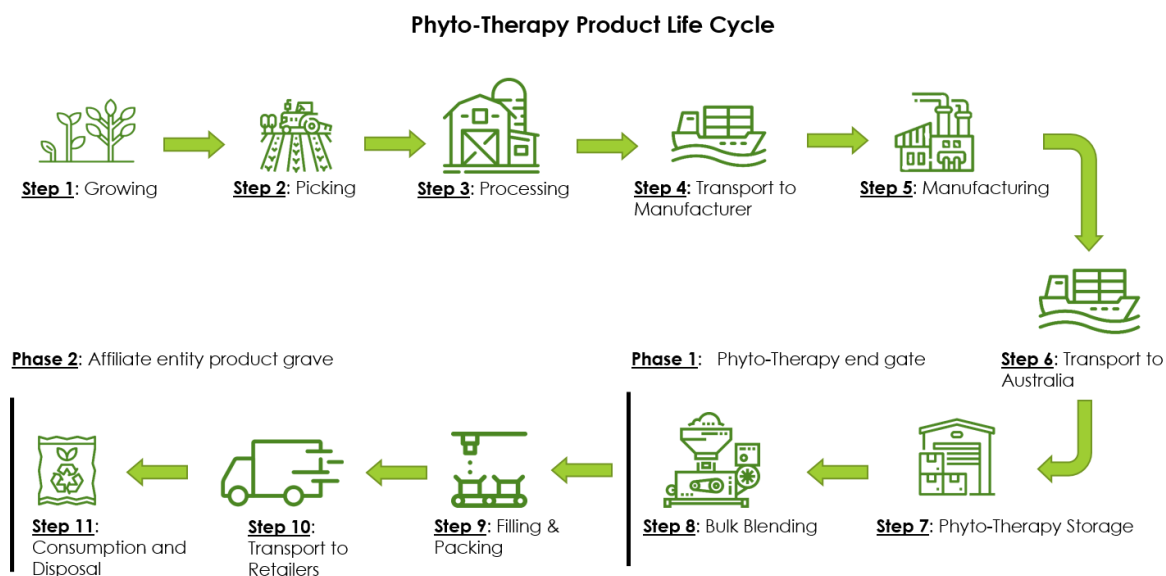 Phyto-Therapy Product Life Cycle
Step 1: Growing
Step 2: Picking
Step 3: Processing
Step 4: Transport to
Manufacturer
Step 5: Manufacturing
Step 6: Transport to
Australia
Phase 1: Phyto-Therapy end gate
Phase 2: Affiliate entity product grave
Step 7: Phyto-Therapy Storage
Step 8: Bulk Blending
Step 9: Filling &
Packing
Step 10:
Transport to
Retailers
Step 11:
Consumption and
Disposal